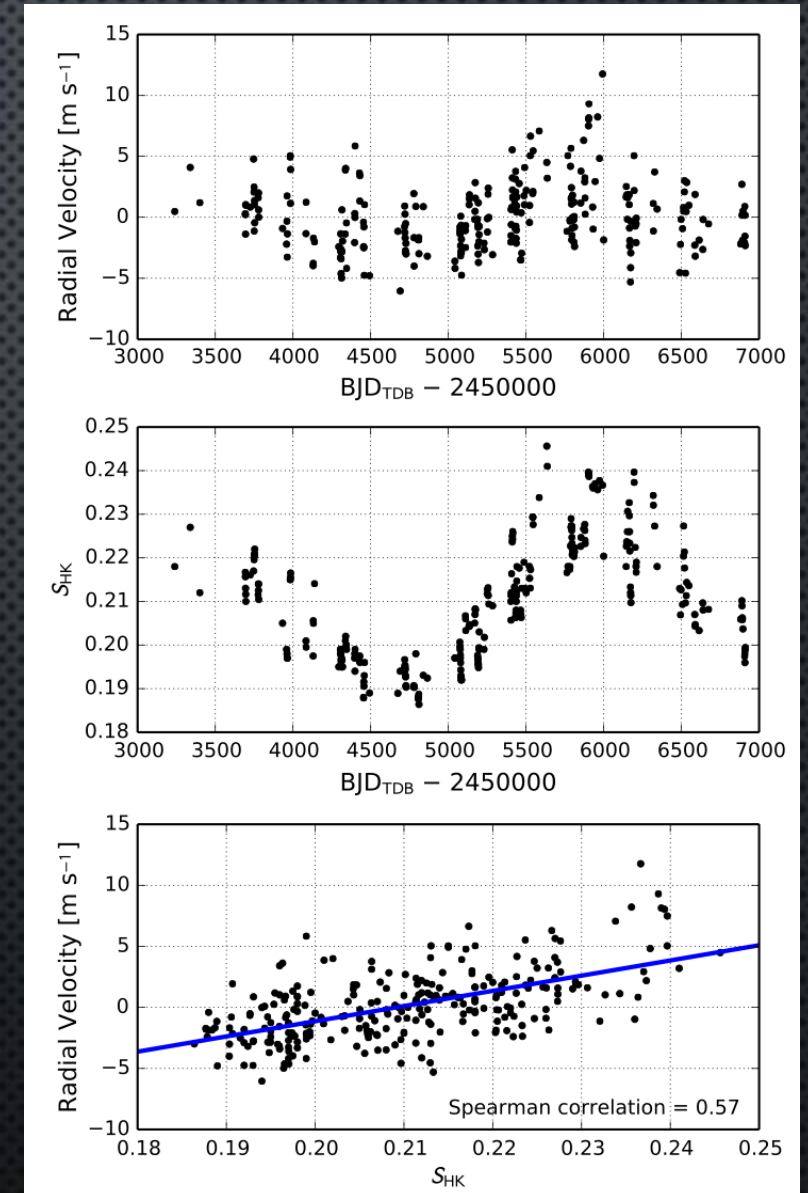 15
10
5
0
−5
−10
Radial Velocity [m s⁻¹]
3000 3500 4000 4500 5000 5500 6000 6500 7000
BJD_TDB − 2450000
0.25
0.24
0.23
0.22
0.21
0.20
0.19
0.18
S_HK
3000 3500 4000 4500 5000 5500 6000 6500 7000
BJD_TDB − 2450000
15
10
5
0
−5
−10
Radial Velocity [m s⁻¹]
Spearman correlation = 0.57
0.18 0.19 0.20 0.21 0.22 0.23 0.24 0.25
S_HK